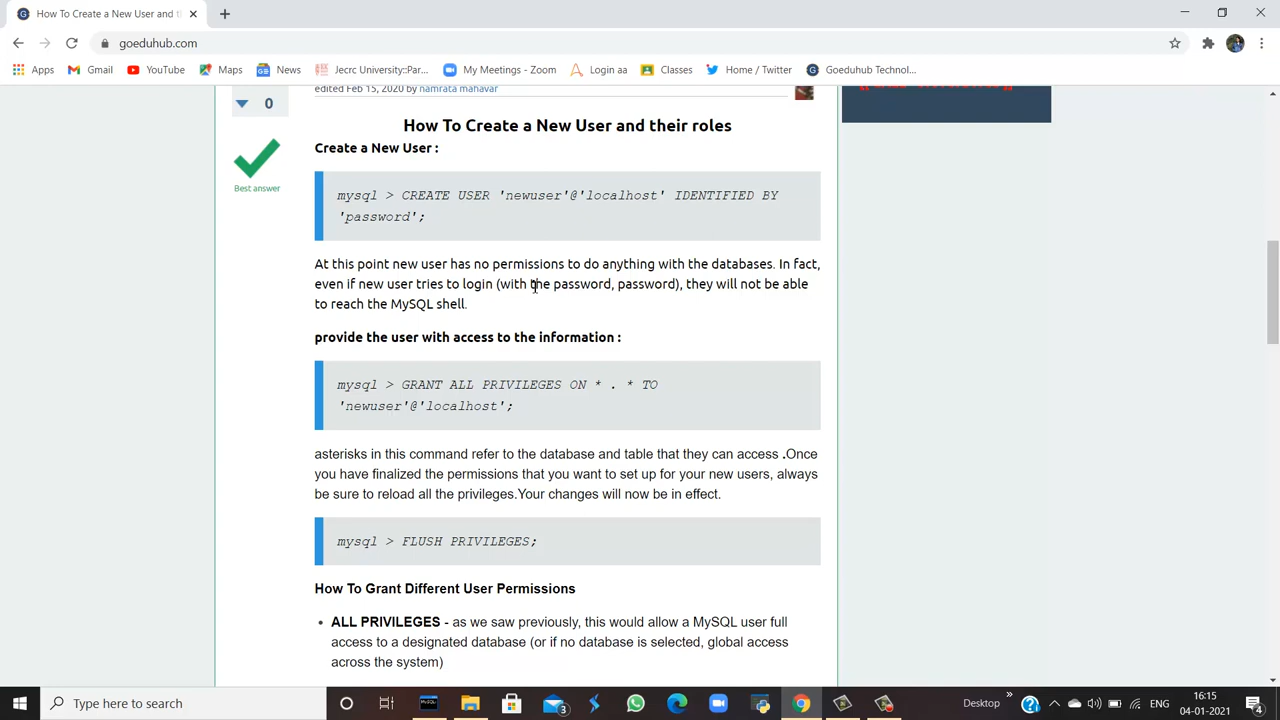 How To Create a New User and th
goeduhub.com
Apps Gmail YouTube Maps News Jecrc University::Par... My Meetings - Zoom Login aa Classes Home / Twitter Goeduhub Technol...
edited Feb 15, 2020 by namrata mahavar
0
Best answer
How To Create a New User and their roles
Create a New User :
mysql > CREATE USER 'newuser'@'localhost' IDENTIFIED BY
'password';
At this point new user has no permissions to do anything with the databases. In fact,
even if new user tries to login (with the password, password), they will not be able
to reach the MySQL shell.
provide the user with access to the information :
mysql > GRANT ALL PRIVILEGES ON * . * TO
'newuser'@'localhost';
asterisks in this command refer to the database and table that they can access .Once
you have finalized the permissions that you want to set up for your new users, always
be sure to reload all the privileges.Your changes will now be in effect.
mysql > FLUSH PRIVILEGES;
How To Grant Different User Permissions
• ALL PRIVILEGES - as we saw previously, this would allow a MySQL user full
access to a designated database (or if no database is selected, global access
across the system)
Type here to search
MySQL
3
Desktop
»
ENG
16:15
04-01-2021
4